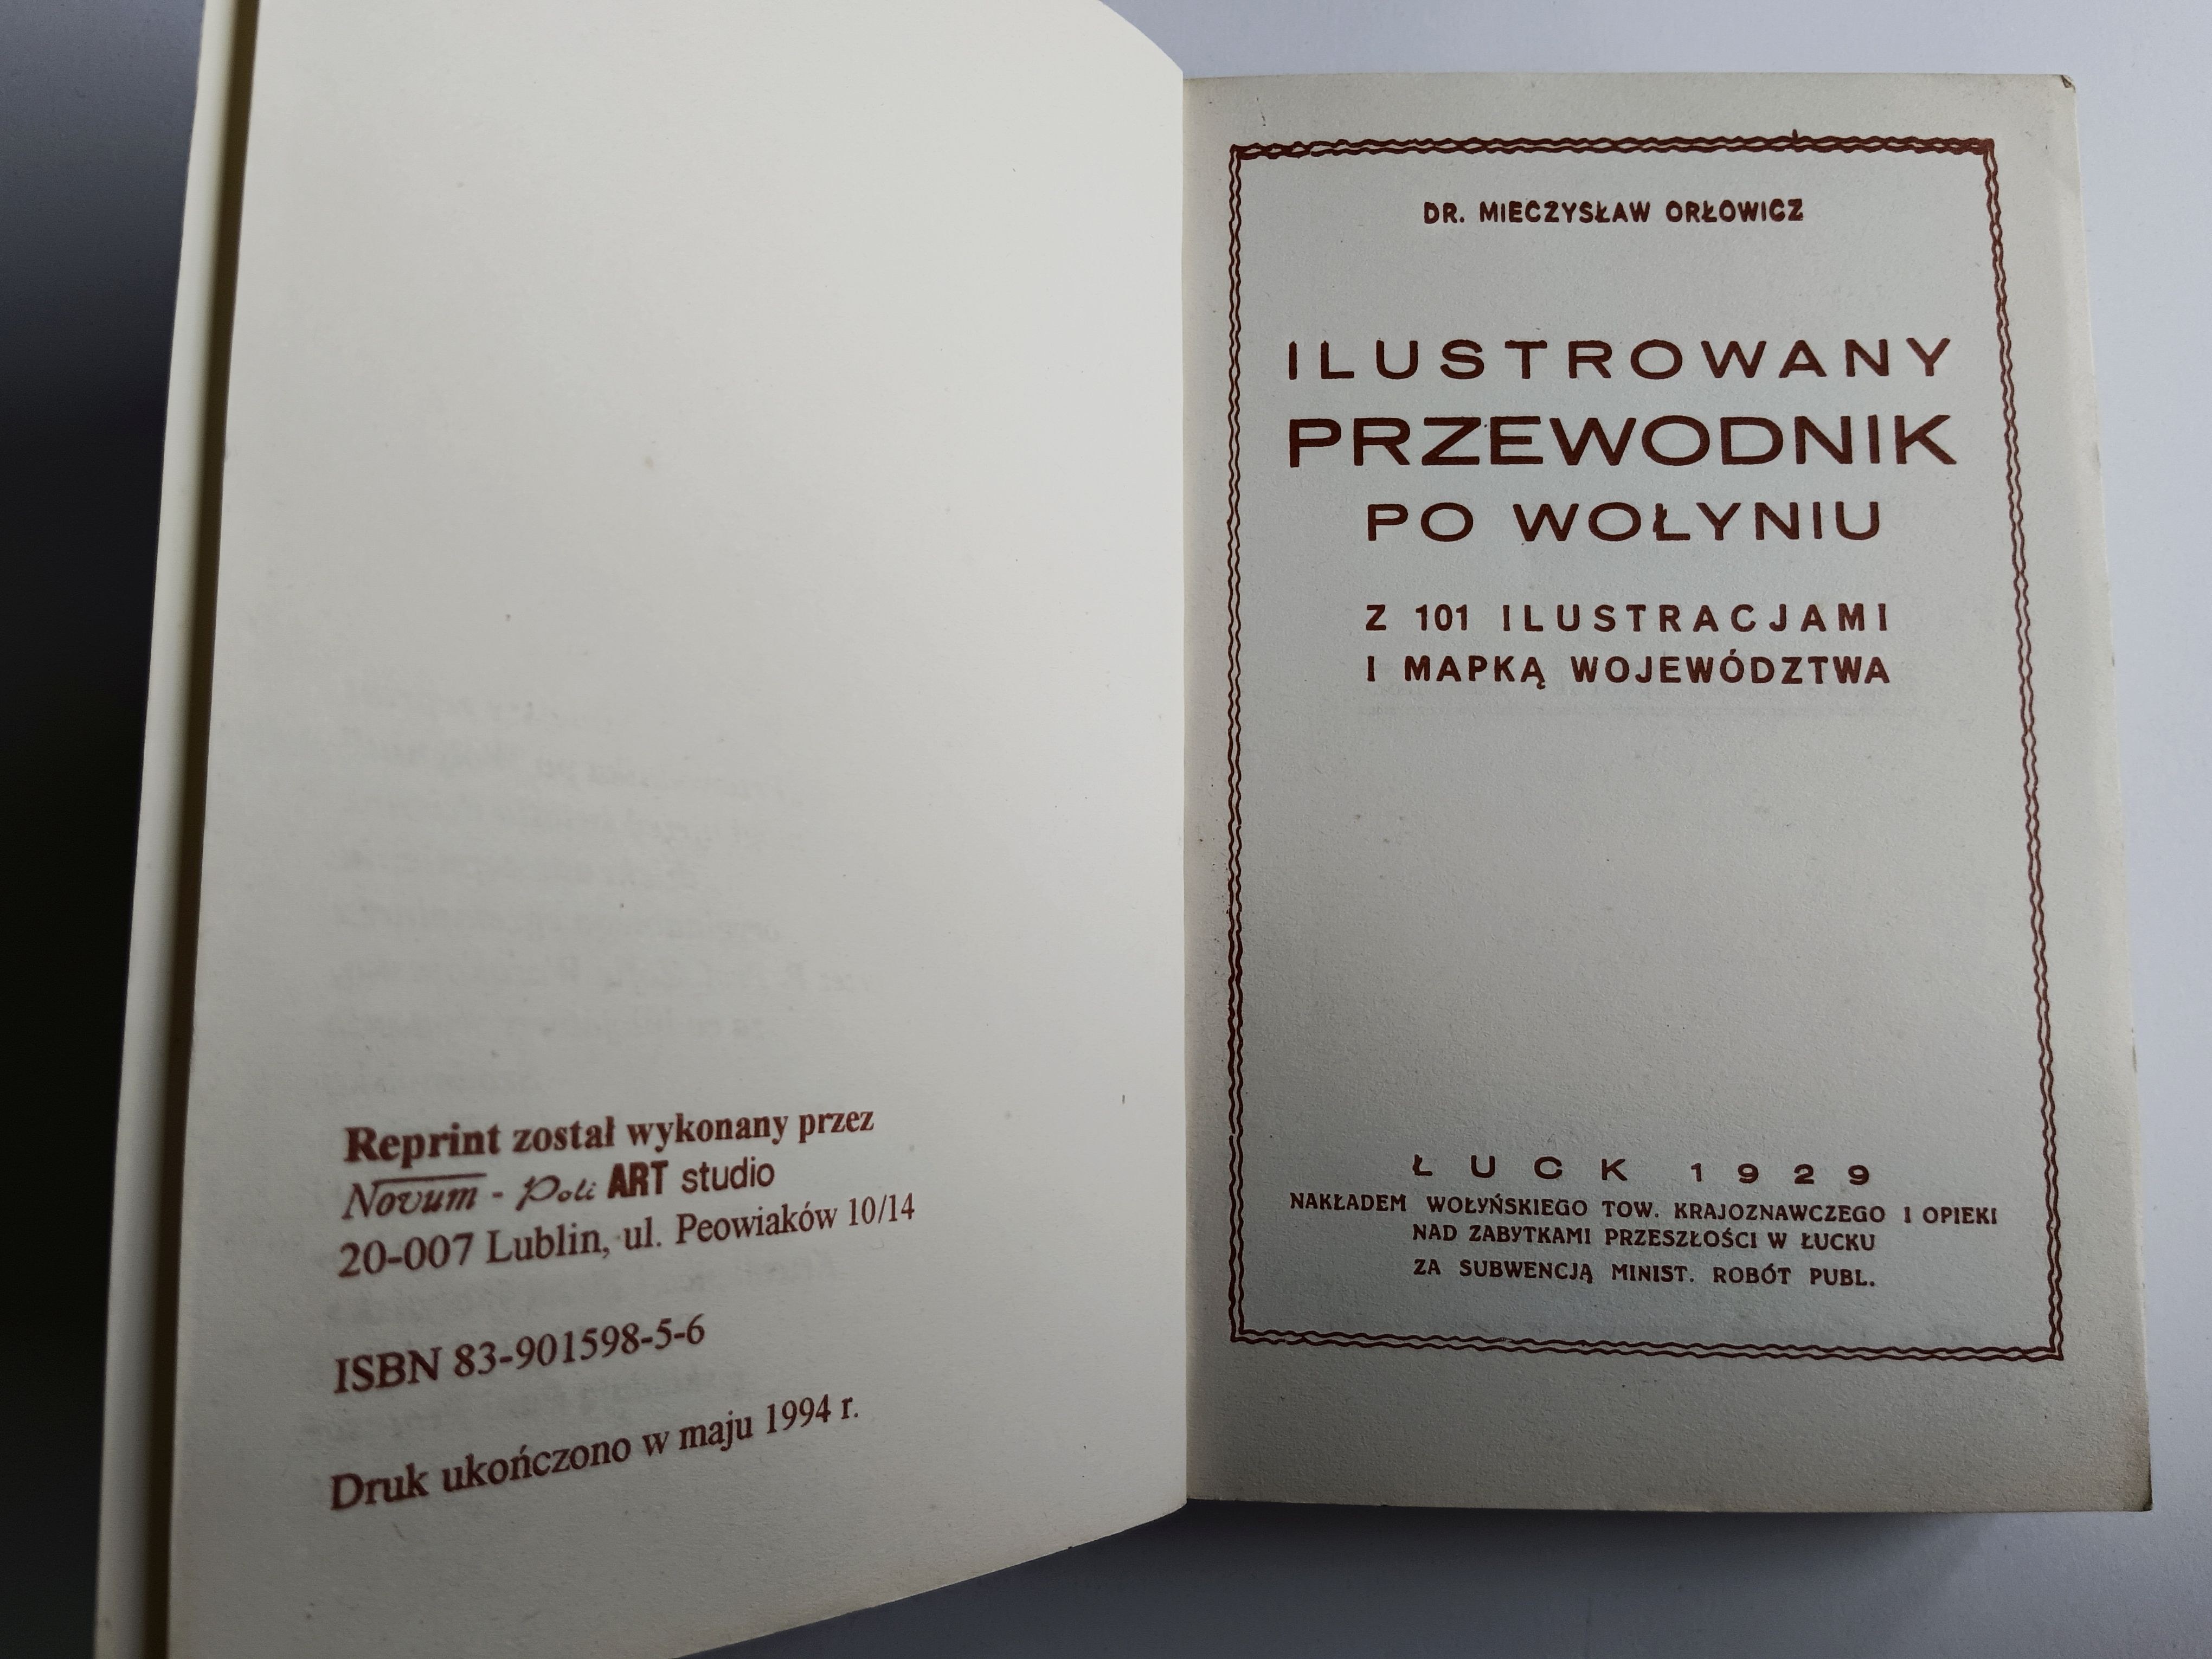 Reprint został wykonany przez
Novum - Poli ART studio
20-007 Lublin, ul. Peowiaków 10/14
ISBN 83-901598-5-6
Druk ukończono w maju 1994 r.
DR. MIECZYSŁAW ORŁOWICZ
ILUSTROWANY
PRZEWODNIK
PO WOŁYNIU
Z 101 ILUSTRACJAMI
I MAPKĄ WOJEWÓDZTWA
ŁUCK 1929
NAKŁADEM WOŁYŃSKIEGO TOW. KRAJOZNAWCZEGO I OPIEKI
NAD ZABYTKAMI PRZESZŁOŚCI W ŁUCKU
ZA SUBWENCJĄ MINIST. ROBÓT PUBL.